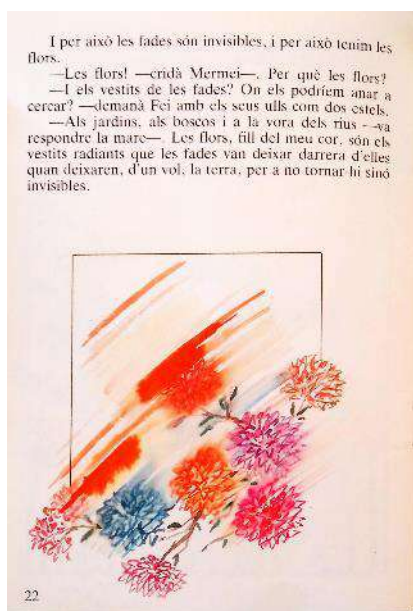 I per això les fades són invisibles, i per això tenim les
flors.
—Les flors! —cridà Mermeí—. Per què les flors?
—I els vestits de les fades? On els podríem anar a
cercar? —demanà Fei amb els seus ulls com dos estels.
—Als jardins, als boscos i a la vora dels rius —va
respondre la mare—. Les flors, fill del meu cor, són els
vestits radiants que les fades van deixar darrera d'elles
quan deixaren, d'un vol, la terra, per a no tornar-hi sinó
invisibles.
22